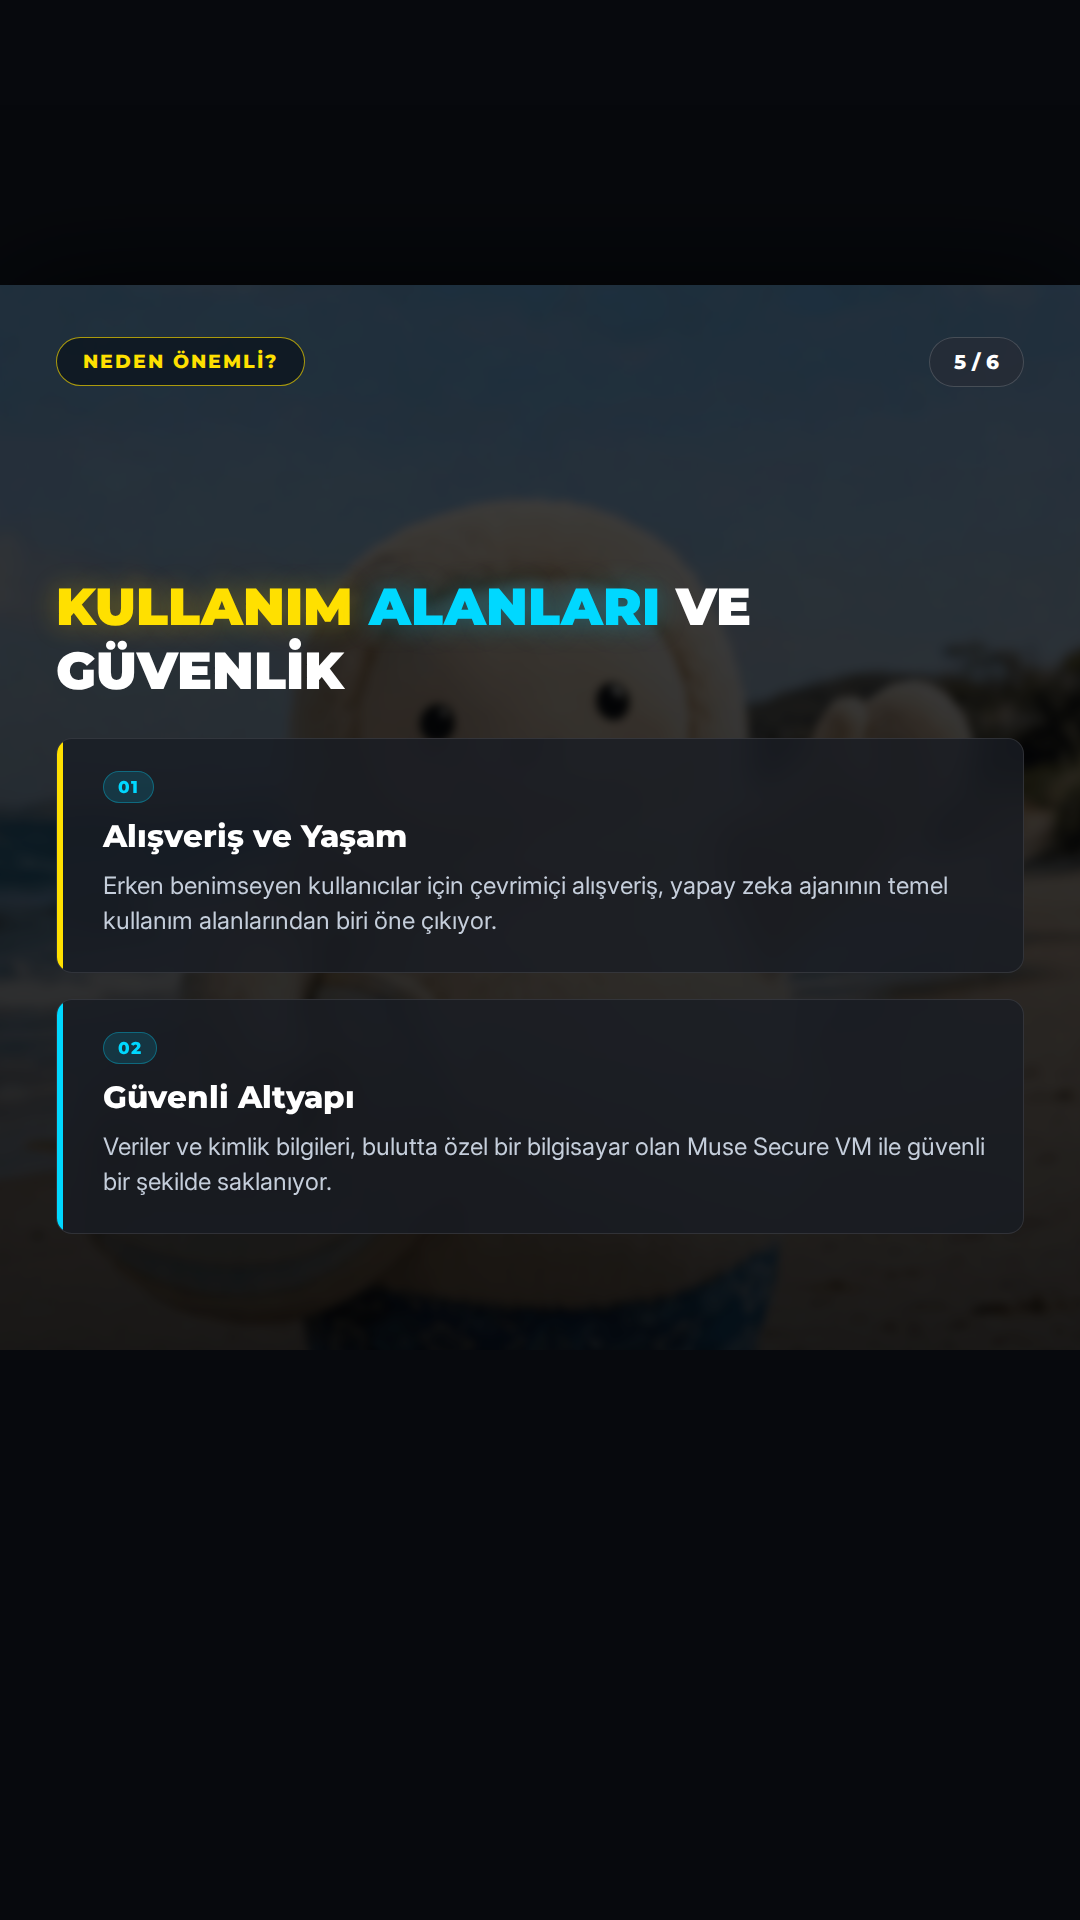 NEDEN ÖNEMLİ?
5 / 6
KULLANIM ALANLARI VE
GÜVENLİK
01
Alışveriş ve Yaşam
Erken benimseyen kullanıcılar için çevrimiçi alışveriş, yapay zeka ajanının temel
kullanım alanlarından biri öne çıkıyor.
02
Güvenli Altyapı
Veriler ve kimlik bilgileri, bulutta özel bir bilgisayar olan Muse Secure VM ile güvenli
bir şekilde saklanıyor.